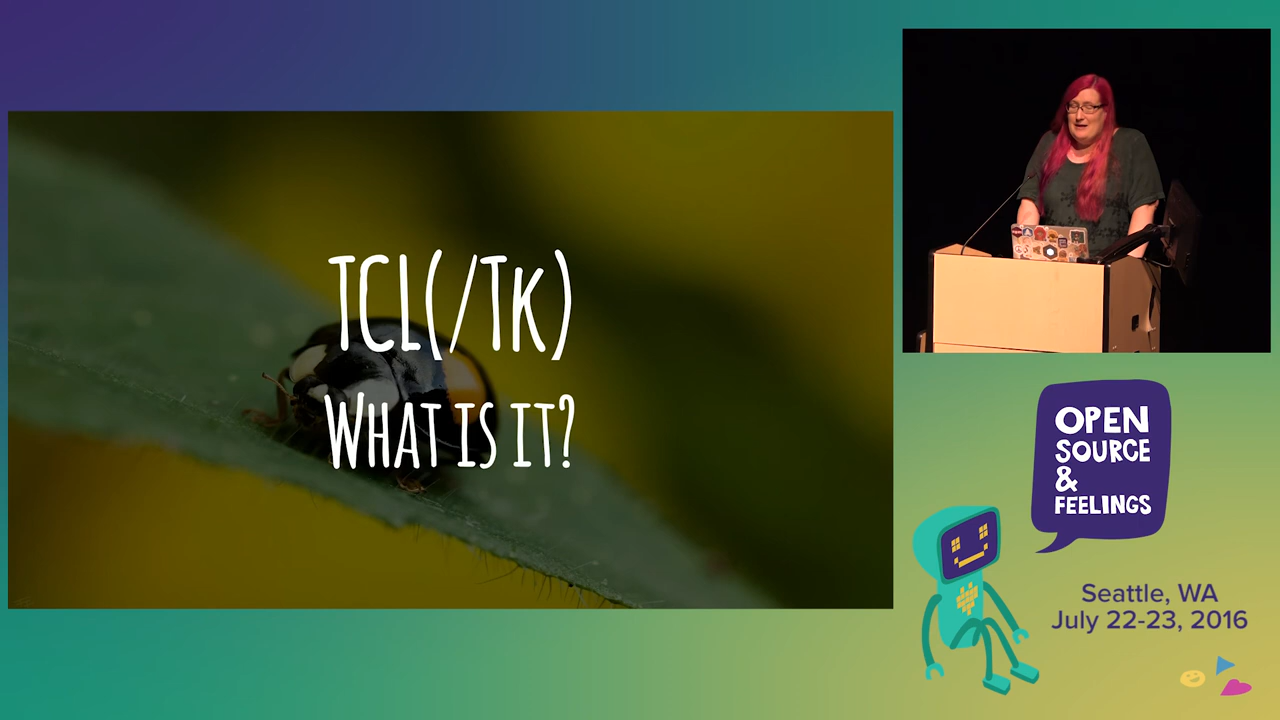 TCL(/TK)
WHAT IS IT?
OPEN
SOURCE
&
FEELINGS
Seattle, WA
July 22-23, 2016